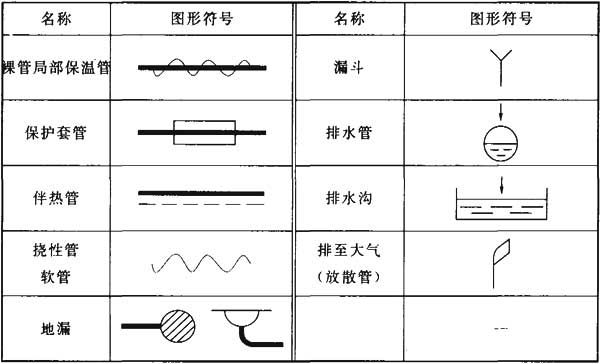 名称 图形符号 名称 图形符号
裸管局部保温管 漏斗
保护套管 排水管
伴热管 排水沟
挠性管 排至大气
软管 (放散管)
地漏